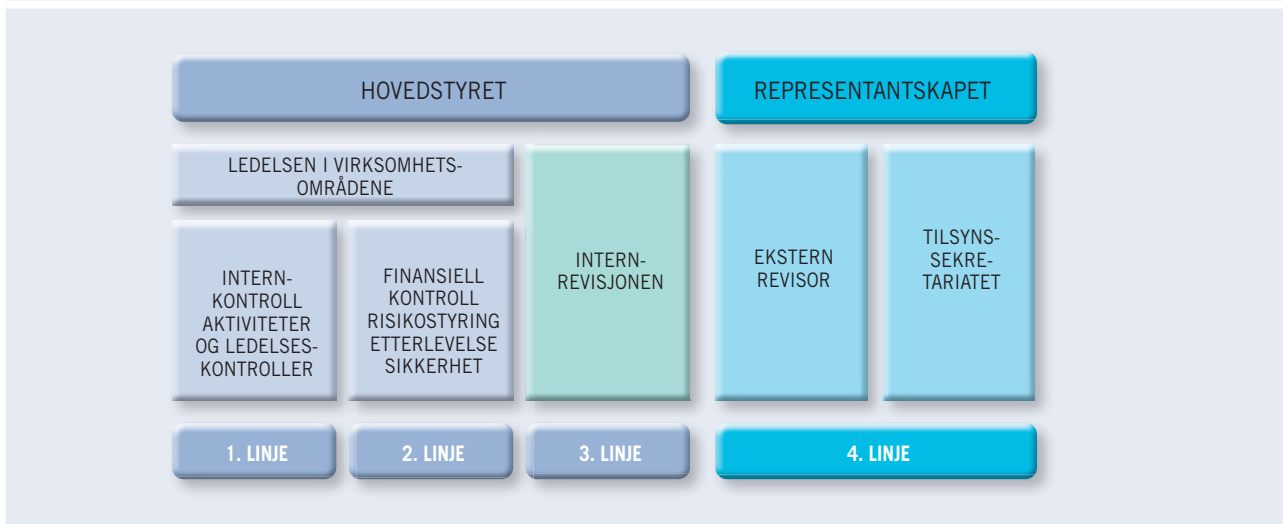 HOVEDSTYRET
REPRESENTANTSKAPET
LEDELSEN I VIRKSOMHETS-
OMRÅDENE
INTERN-
KONTROLL
AKTIVITETER
OG LEDELSES-
KONTROLLER
FINANSIELL
KONTROLL
RISIKOSTYRING
ETTERLEVELSE
SIKKERHET
INTERN-
REVISJONEN
EKSTERN
REVISOR
TILSYNS-
SEKRE-
TARIATET
1. LINJE
2. LINJE
3. LINJE
4. LINJE